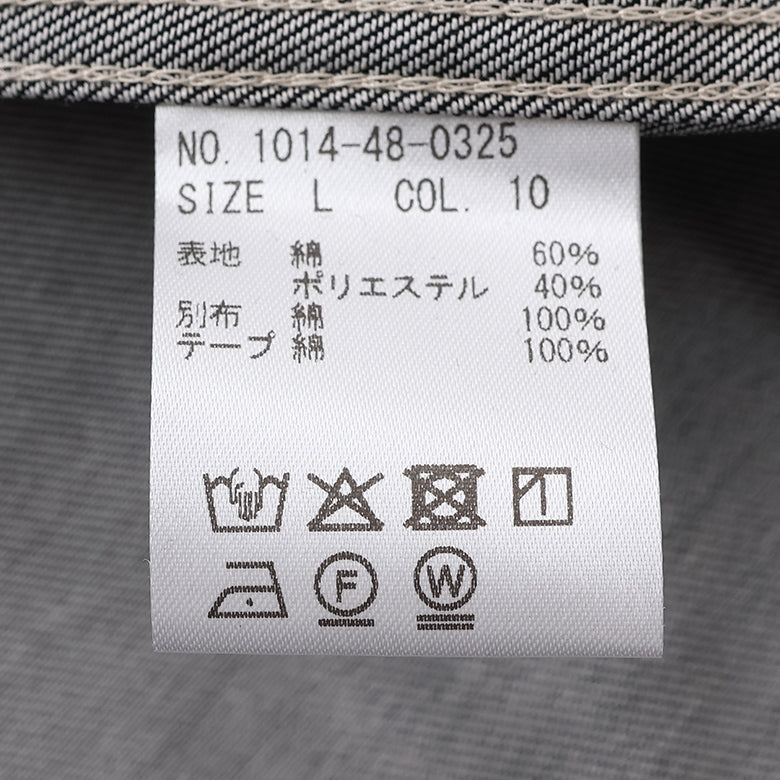 NO. 1014-48-0325
SIZE L COL. 10
表地 綿 60%
ポリエステル 40%
別布 綿 100%
テープ 綿 100%
F W